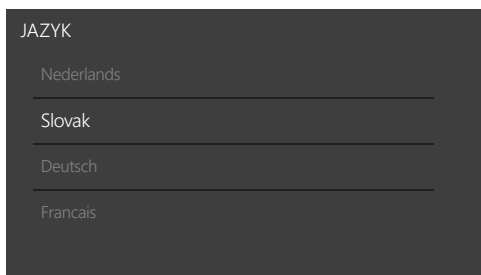 JAZYK
Nederlands
Slovak
Deutsch
Francais